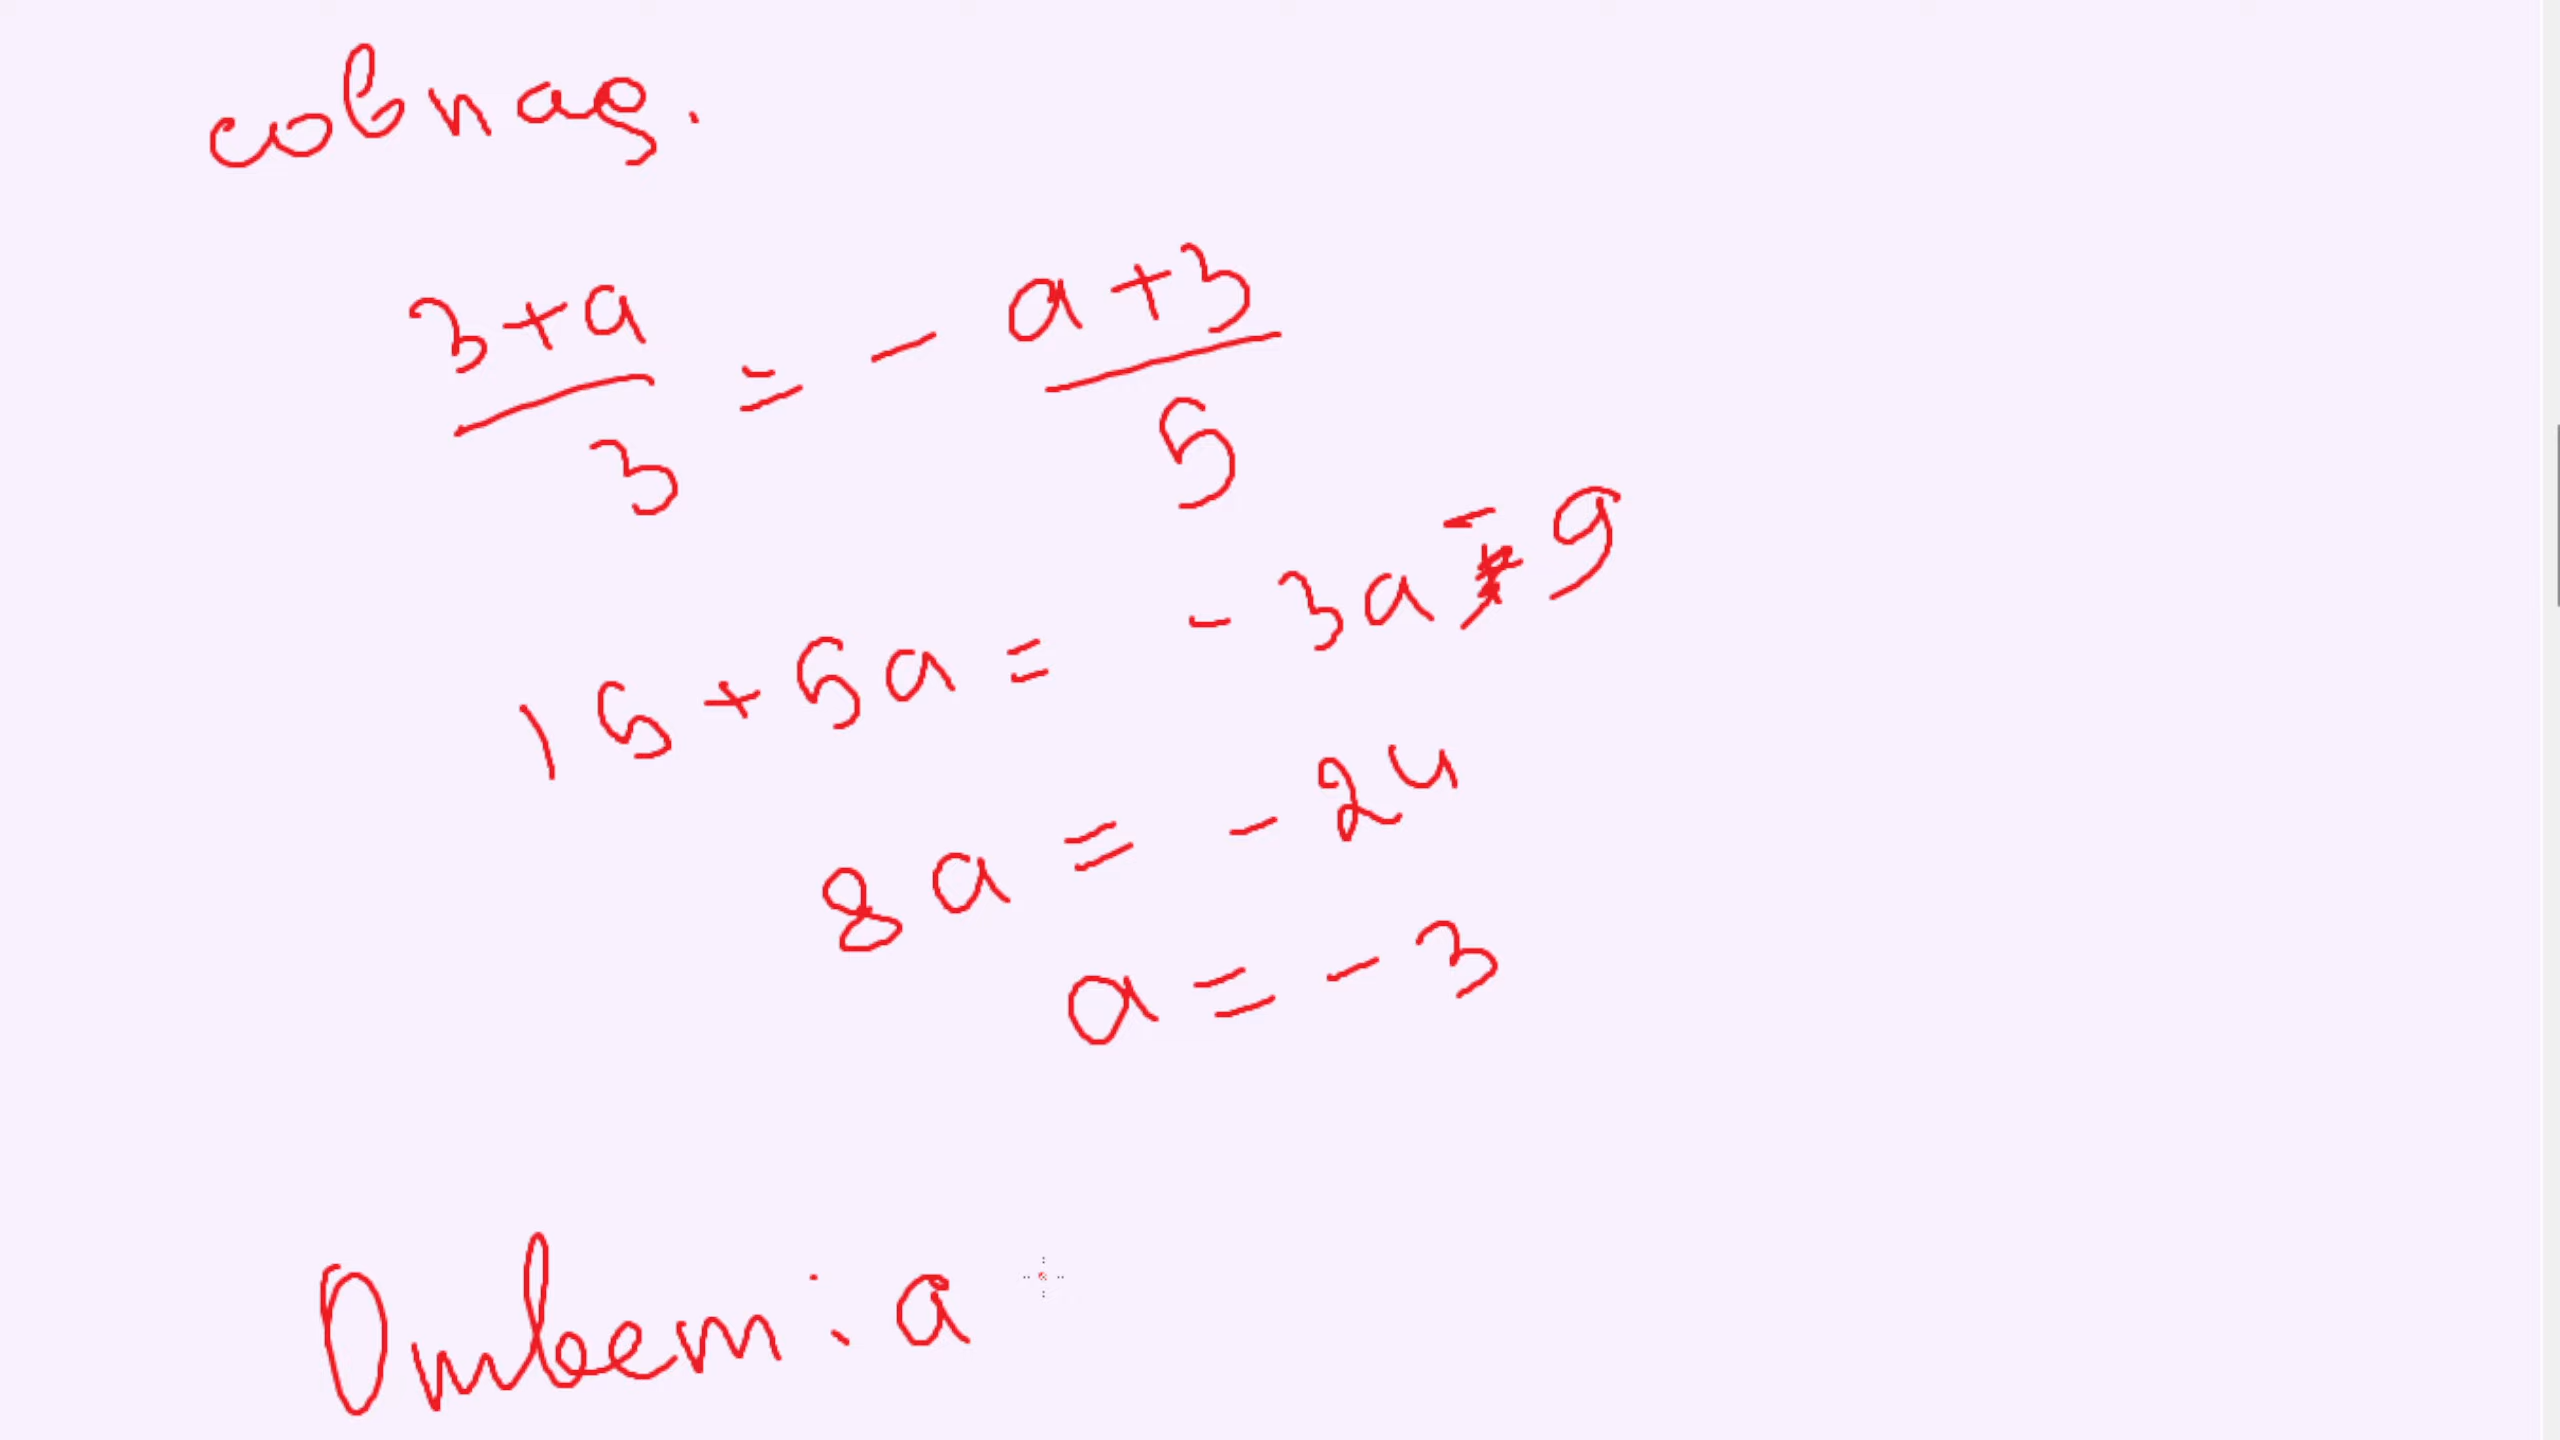 совпад.
(3+a)/3 = - (a+3)/5
15+5a = -3a-9
8a = -24
a = -3
Ответ: a